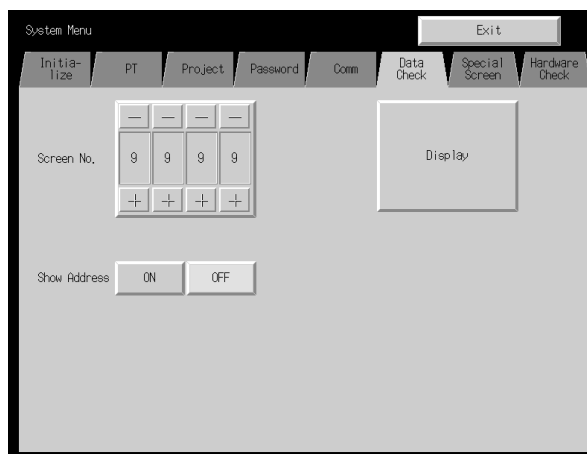 System Menu
Exit
Initia-
lize
PT
Project
Password
Comm
Data
Check
Special
Screen
Hardware
Check
— — — —
Screen No. 9 9 9 9
+ + + +
Display
Show Address ON OFF